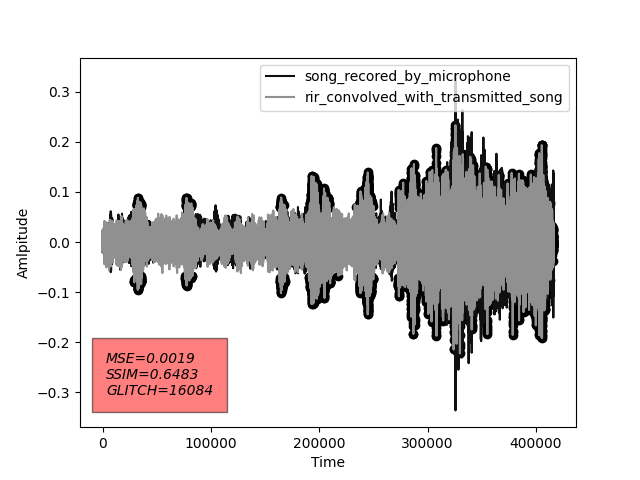 song_recored_by_microphone
rir_convolved_with_transmitted_song
0.3
0.2
0.1
0.0
−0.1
−0.2
−0.3
Amlpitude
MSE=0.0019
SSIM=0.6483
GLITCH=16084
0 100000 200000 300000 400000
Time